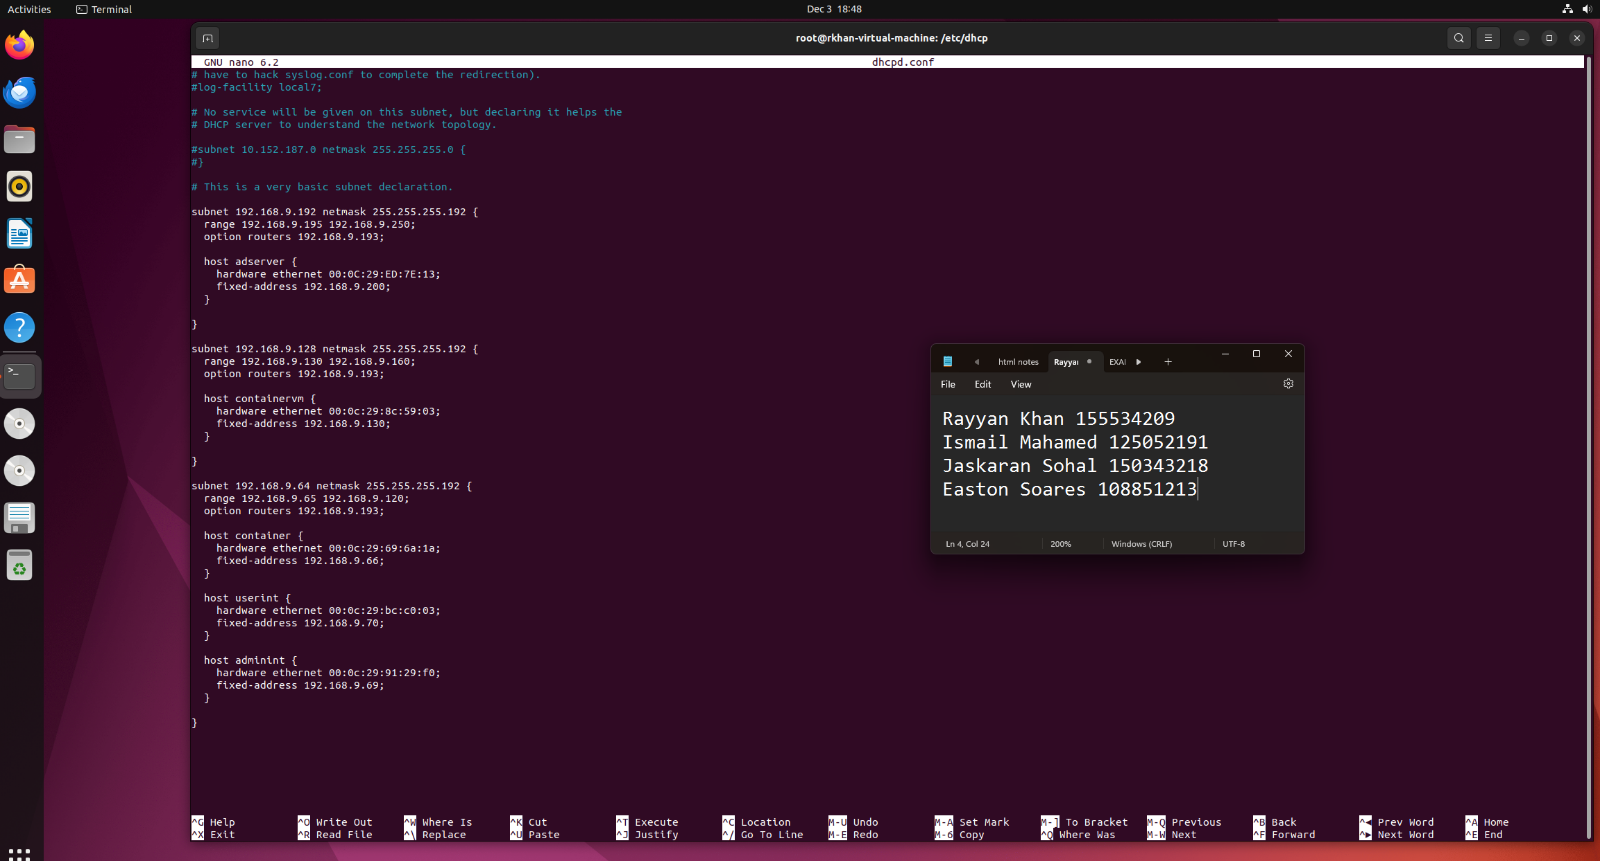 Activities
Terminal
Dec 3 18:48
root@rkhan-virtual-machine: /etc/dhcp
GNU nano 6.2
dhcpd.conf
# have to hack syslog.conf to complete the redirection).
#log-facility local7;
# No service will be given on this subnet, but declaring it helps the
# DHCP server to understand the network topology.
#subnet 10.152.187.0 netmask 255.255.255.0 {
#}
# This is a very basic subnet declaration.
subnet 192.168.9.192 netmask 255.255.255.192 {
range 192.168.9.195 192.168.9.250;
option routers 192.168.9.193;
host adserver {
hardware ethernet 00:0C:29:ED:7E:13;
fixed-address 192.168.9.200;
}
}
subnet 192.168.9.128 netmask 255.255.255.192 {
range 192.168.9.130 192.168.9.160;
option routers 192.168.9.193;
host containervm {
hardware ethernet 00:0c:29:8c:59:03;
fixed-address 192.168.9.130;
}
}
subnet 192.168.9.64 netmask 255.255.255.192 {
range 192.168.9.65 192.168.9.120;
option routers 192.168.9.193;
host container {
hardware ethernet 00:0c:29:69:6a:1a;
fixed-address 192.168.9.66;
}
host userint {
hardware ethernet 00:0c:29:bc:c0:03;
fixed-address 192.168.9.70;
}
host adminint {
hardware ethernet 00:0c:29:91:29:f0;
fixed-address 192.168.9.69;
}
}
html notes
Rayyan
EXAI
File Edit View
Rayyan Khan 155534209
Ismail Mahamed 125052191
Jaskaran Sohal 150343218
Easton Soares 108851213
Ln 4, Col 24 200% Windows (CRLF) UTF-8
^G Help ^O Write Out ^W Where Is ^K Cut ^T Execute ^C Location M-U Undo M-A Set Mark M-] To Bracket M-Q Previous ^B Back ^◀ Prev Word ^A Home
^X Exit ^R Read File ^\ Replace ^U Paste ^J Justify ^/ Go To Line M-E Redo M-6 Copy ^Q Where Was M-W Next ^F Forward ^▶ Next Word ^E End